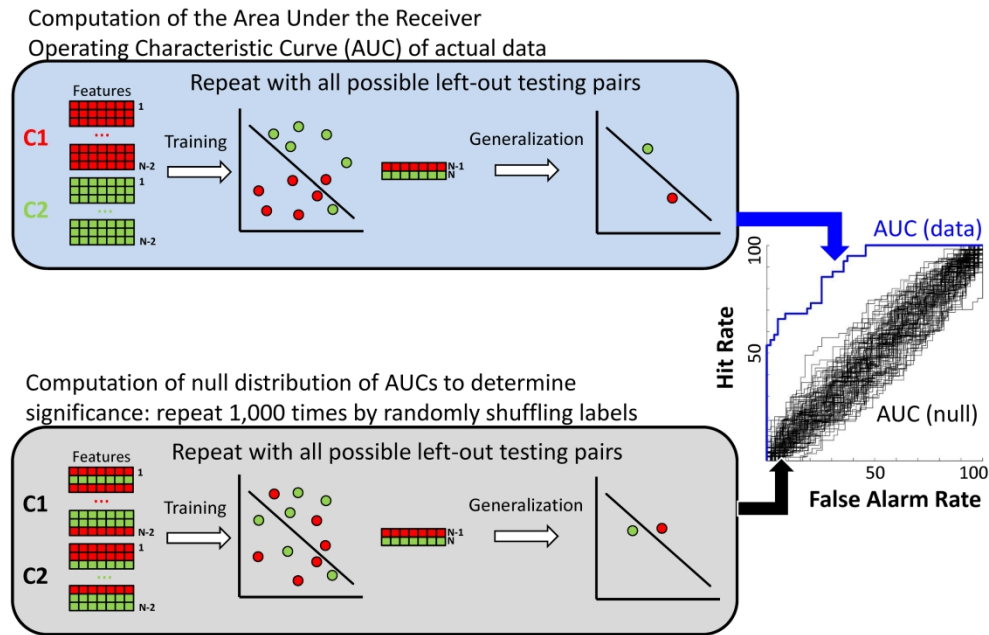 Computation of the Area Under the Receiver
Operating Characteristic Curve (AUC) of actual data
Repeat with all possible left-out testing pairs
Features
1
C1
...
N-2
Training
N-1
N
Generalization
1
C2
...
N-2
AUC (data)
100
50
Hit Rate
AUC (null)
50
100
False Alarm Rate
Computation of null distribution of AUCs to determine
significance: repeat 1,000 times by randomly shuffling labels
Repeat with all possible left-out testing pairs
Features
1
C1
...
N-2
Training
N-1
N
Generalization
1
C2
...
N-2